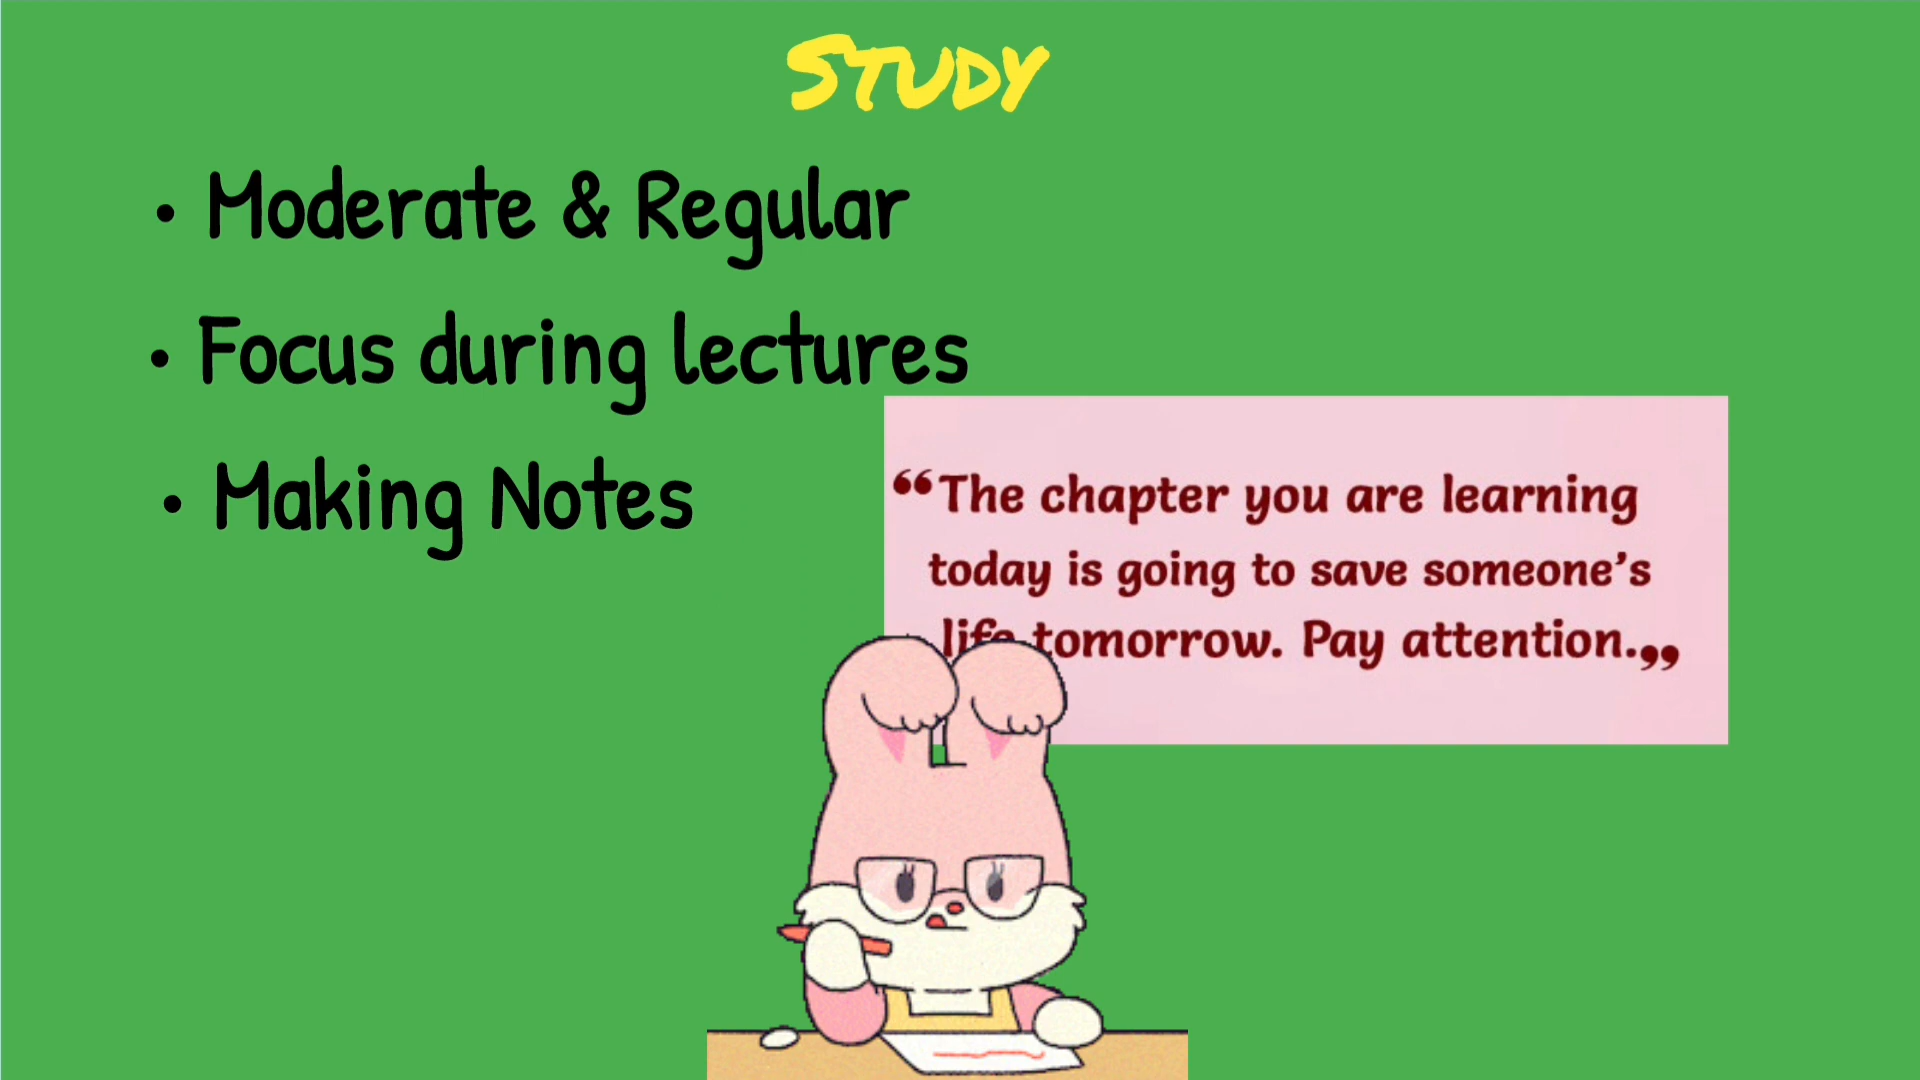 STUDY
• Moderate & Regular
• Focus during lectures
• Making Notes
“The chapter you are learning
today is going to save someone’s
life tomorrow. Pay attention.„